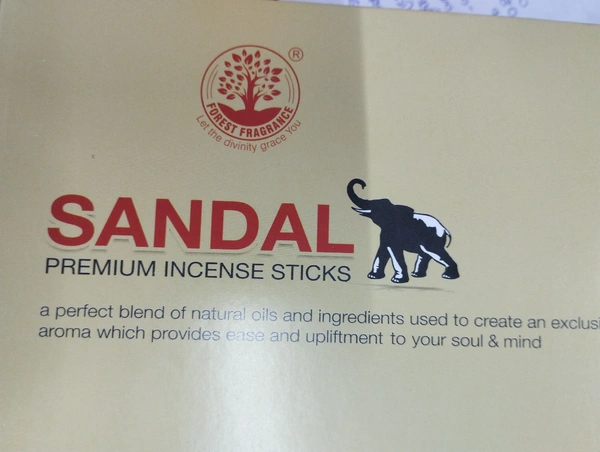 ®
FOREST FRAGRANCE
Let the divinity grace You
SANDAL
PREMIUM INCENSE STICKS
a perfect blend of natural oils and ingredients used to create an exclusi
aroma which provides ease and upliftment to your soul & mind